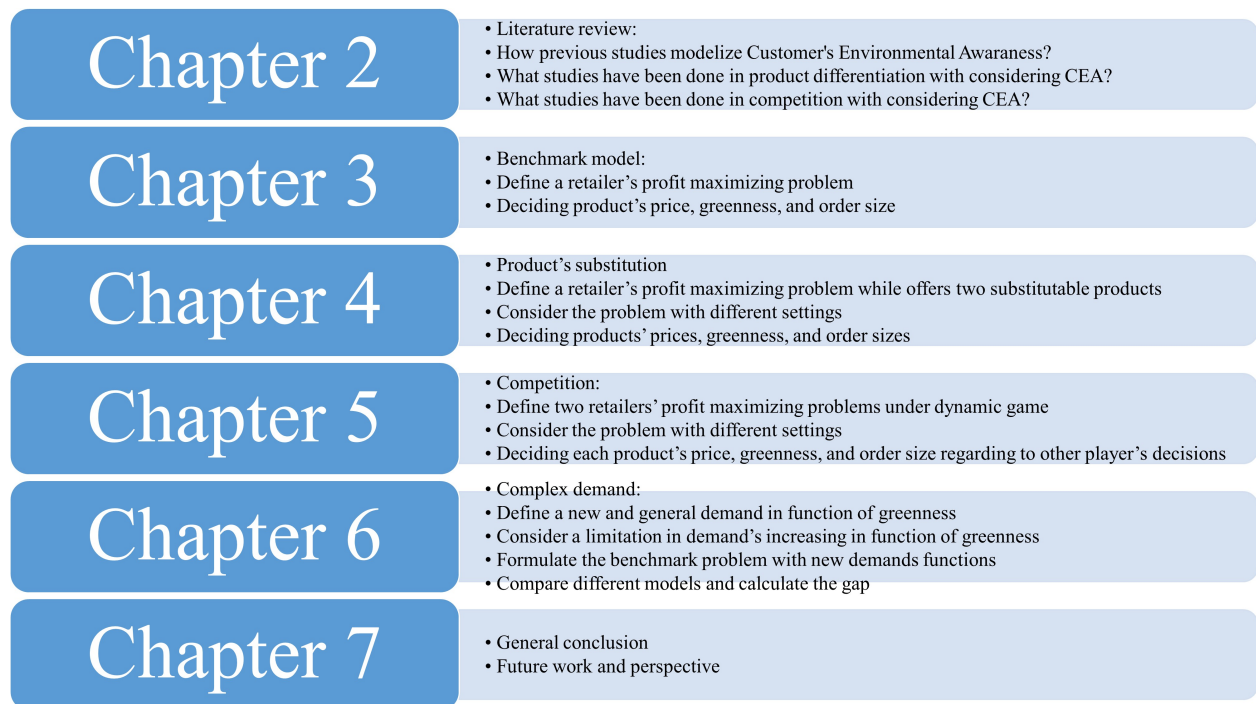 Chapter 2
• Literature review:
• How previous studies modelize Customer's Environmental Awaraness?
• What studies have been done in product differentiation with considering CEA?
• What studies have been done in competition with considering CEA?
Chapter 3
• Benchmark model:
• Define a retailer’s profit maximizing problem
• Deciding product’s price, greenness, and order size
Chapter 4
• Product’s substitution
• Define a retailer’s profit maximizing problem while offers two substitutable products
• Consider the problem with different settings
• Deciding products’ prices, greenness, and order sizes
Chapter 5
• Competition:
• Define two retailers’ profit maximizing problems under dynamic game
• Consider the problem with different settings
• Deciding each product’s price, greenness, and order size regarding to other player’s decisions
Chapter 6
• Complex demand:
• Define a new and general demand in function of greenness
• Consider a limitation in demand’s increasing in function of greenness
• Formulate the benchmark problem with new demands functions
• Compare different models and calculate the gap
Chapter 7
• General conclusion
• Future work and perspective